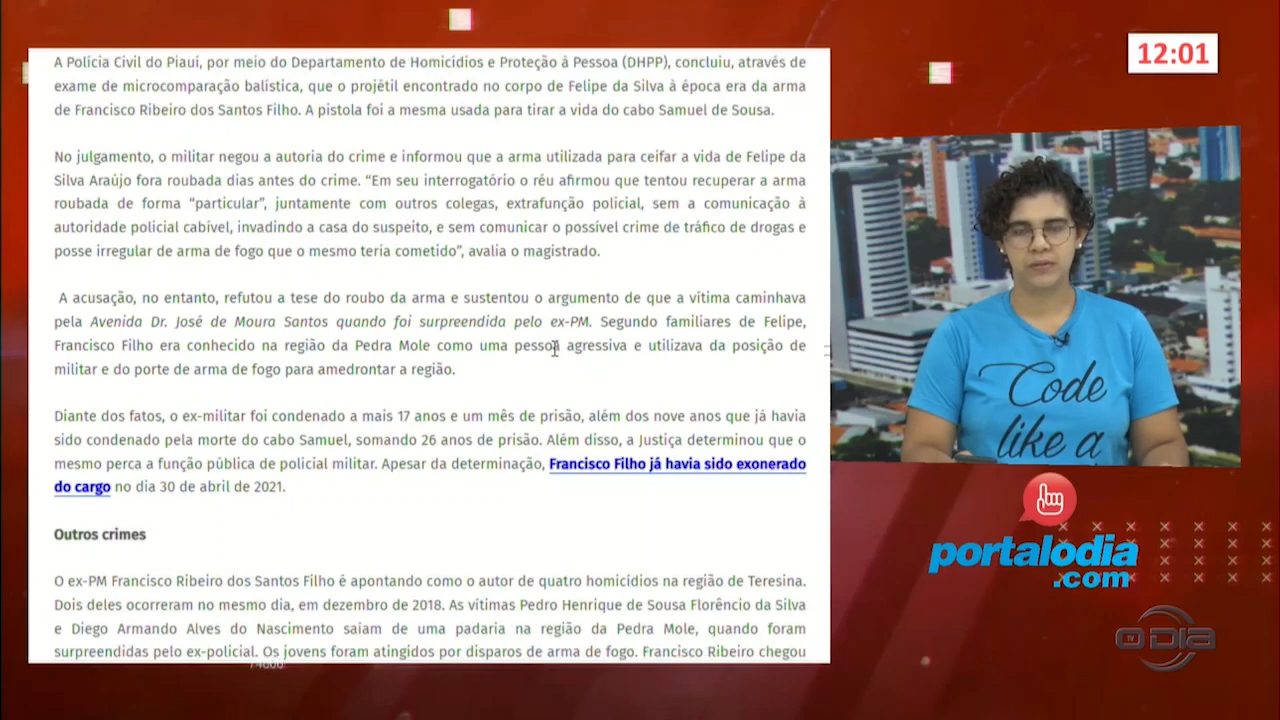 A Polícia Civil do Piauí, por meio do Departamento de Homicídios e Proteção à Pessoa (DHPP), concluiu, através de
exame de microcomparação balística, que o projétil encontrado no corpo de Felipe da Silva à época era da arma
de Francisco Ribeiro dos Santos Filho. A pistola foi a mesma usada para tirar a vida do cabo Samuel de Sousa.
No julgamento, o militar negou a autoria do crime e informou que a arma utilizada para ceifar a vida de Felipe da
Silva Araújo fora roubada dias antes do crime. “Em seu interrogatório o réu afirmou que tentou recuperar a arma
roubada de forma “particular”, juntamente com outros colegas, extrafunção policial, sem a comunicação à
autoridade policial cabível, invadindo a casa do suspeito, e sem comunicar o possível crime de tráfico de drogas e
posse irregular de arma de fogo que o mesmo teria cometido”, avalia o magistrado.
A acusação, no entanto, refutou a tese do roubo da arma e sustentou o argumento de que a vítima caminhava
pela Avenida Dr. José de Moura Santos quando foi surpreendida pelo ex-PM. Segundo familiares de Felipe,
Francisco Filho era conhecido na região da Pedra Mole como uma pessoa agressiva e utilizava da posição de
militar e do porte de arma de fogo para amedrontar a região.
Diante dos fatos, o ex-militar foi condenado a mais 17 anos e um mês de prisão, além dos nove anos que já havia
sido condenado pela morte do cabo Samuel, somando 26 anos de prisão. Além disso, a Justiça determinou que o
mesmo perca a função pública de policial militar. Apesar da determinação, Francisco Filho já havia sido exonerado
do cargo no dia 30 de abril de 2021.
Outros crimes
O ex-PM Francisco Ribeiro dos Santos Filho é apontando como o autor de quatro homicídios na região de Teresina.
Dois deles ocorreram no mesmo dia, em dezembro de 2018. As vítimas Pedro Henrique de Sousa Florêncio da Silva
e Diego Armando Alves do Nascimento saíam de uma padaria na região da Pedra Mole, quando foram
surpreendidas pelo ex-policial. Os jovens foram atingidos por disparos de arma de fogo. Francisco Ribeiro chegou
12:01
Code
like a
portalodia
.com
TV
O DIA